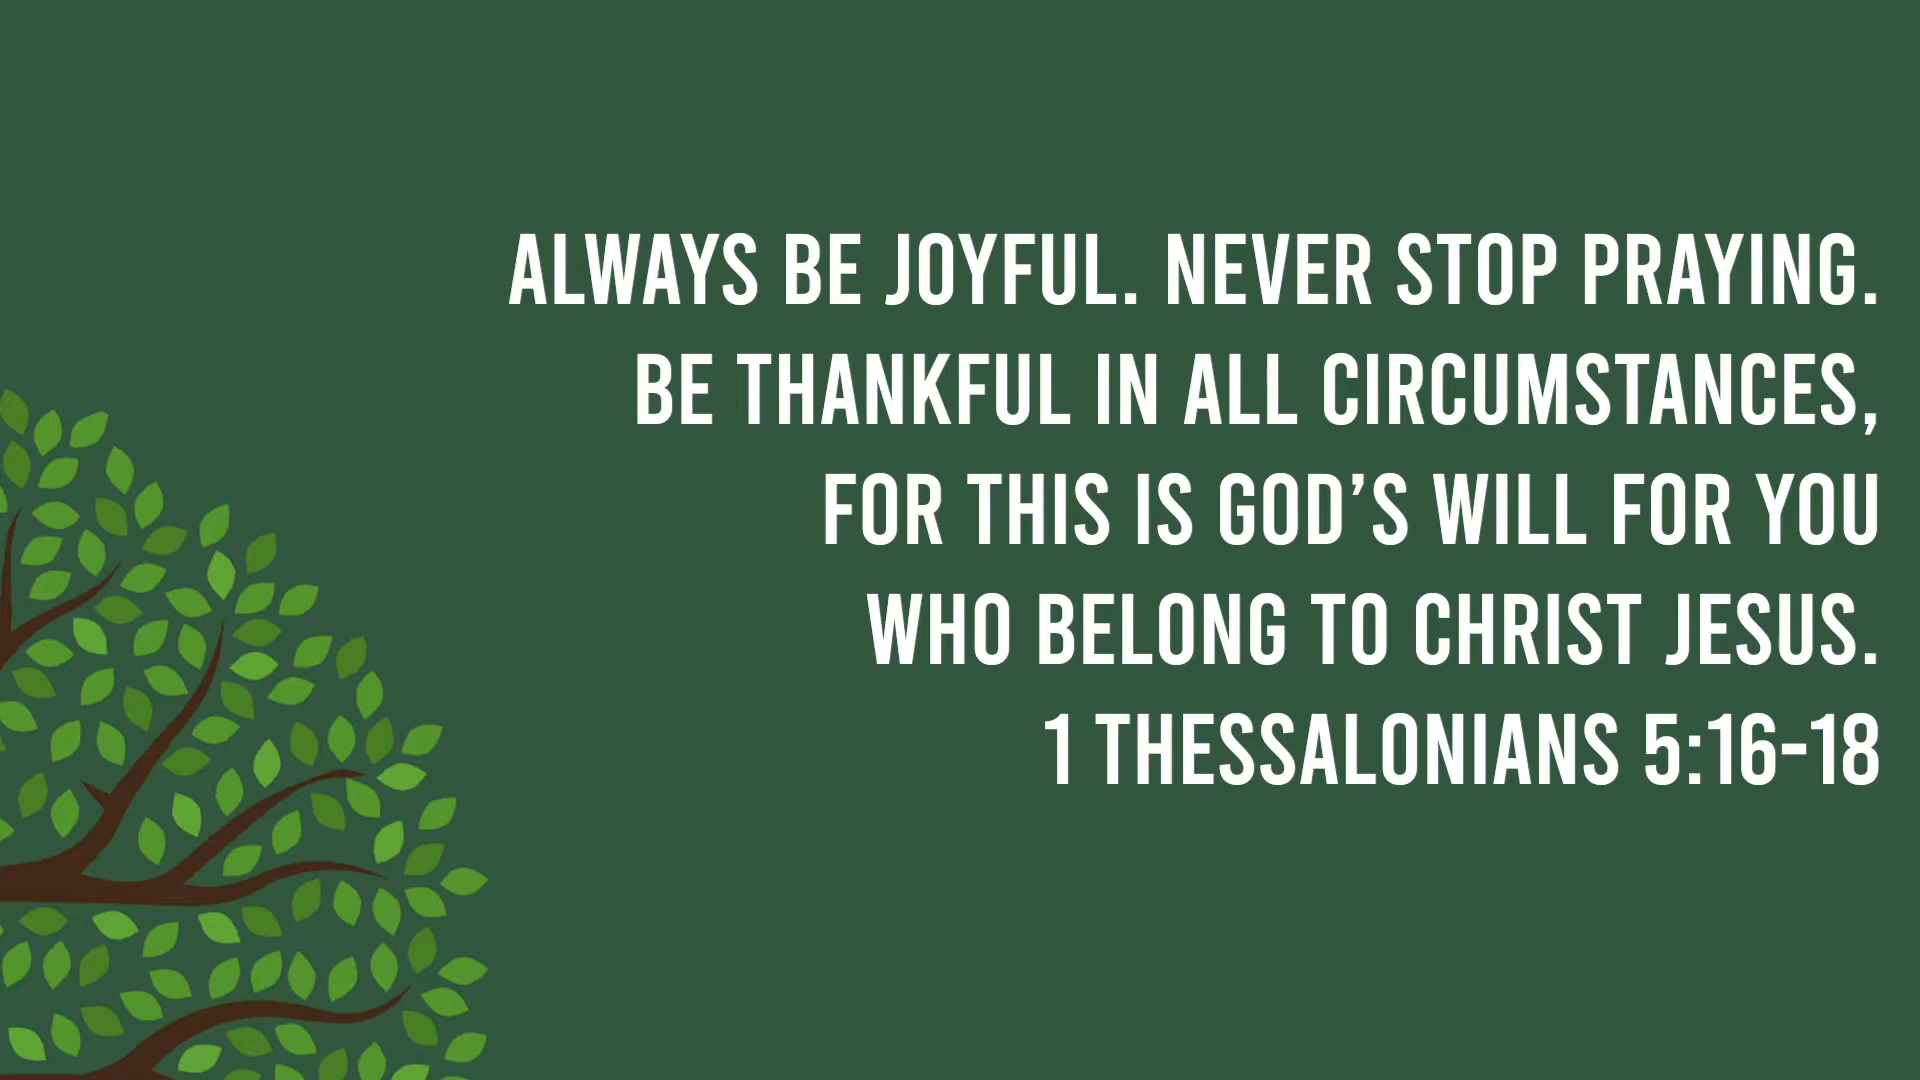 ALWAYS BE JOYFUL. NEVER STOP PRAYING.
BE THANKFUL IN ALL CIRCUMSTANCES,
FOR THIS IS GOD’S WILL FOR YOU
WHO BELONG TO CHRIST JESUS.
1 THESSALONIANS 5:16-18